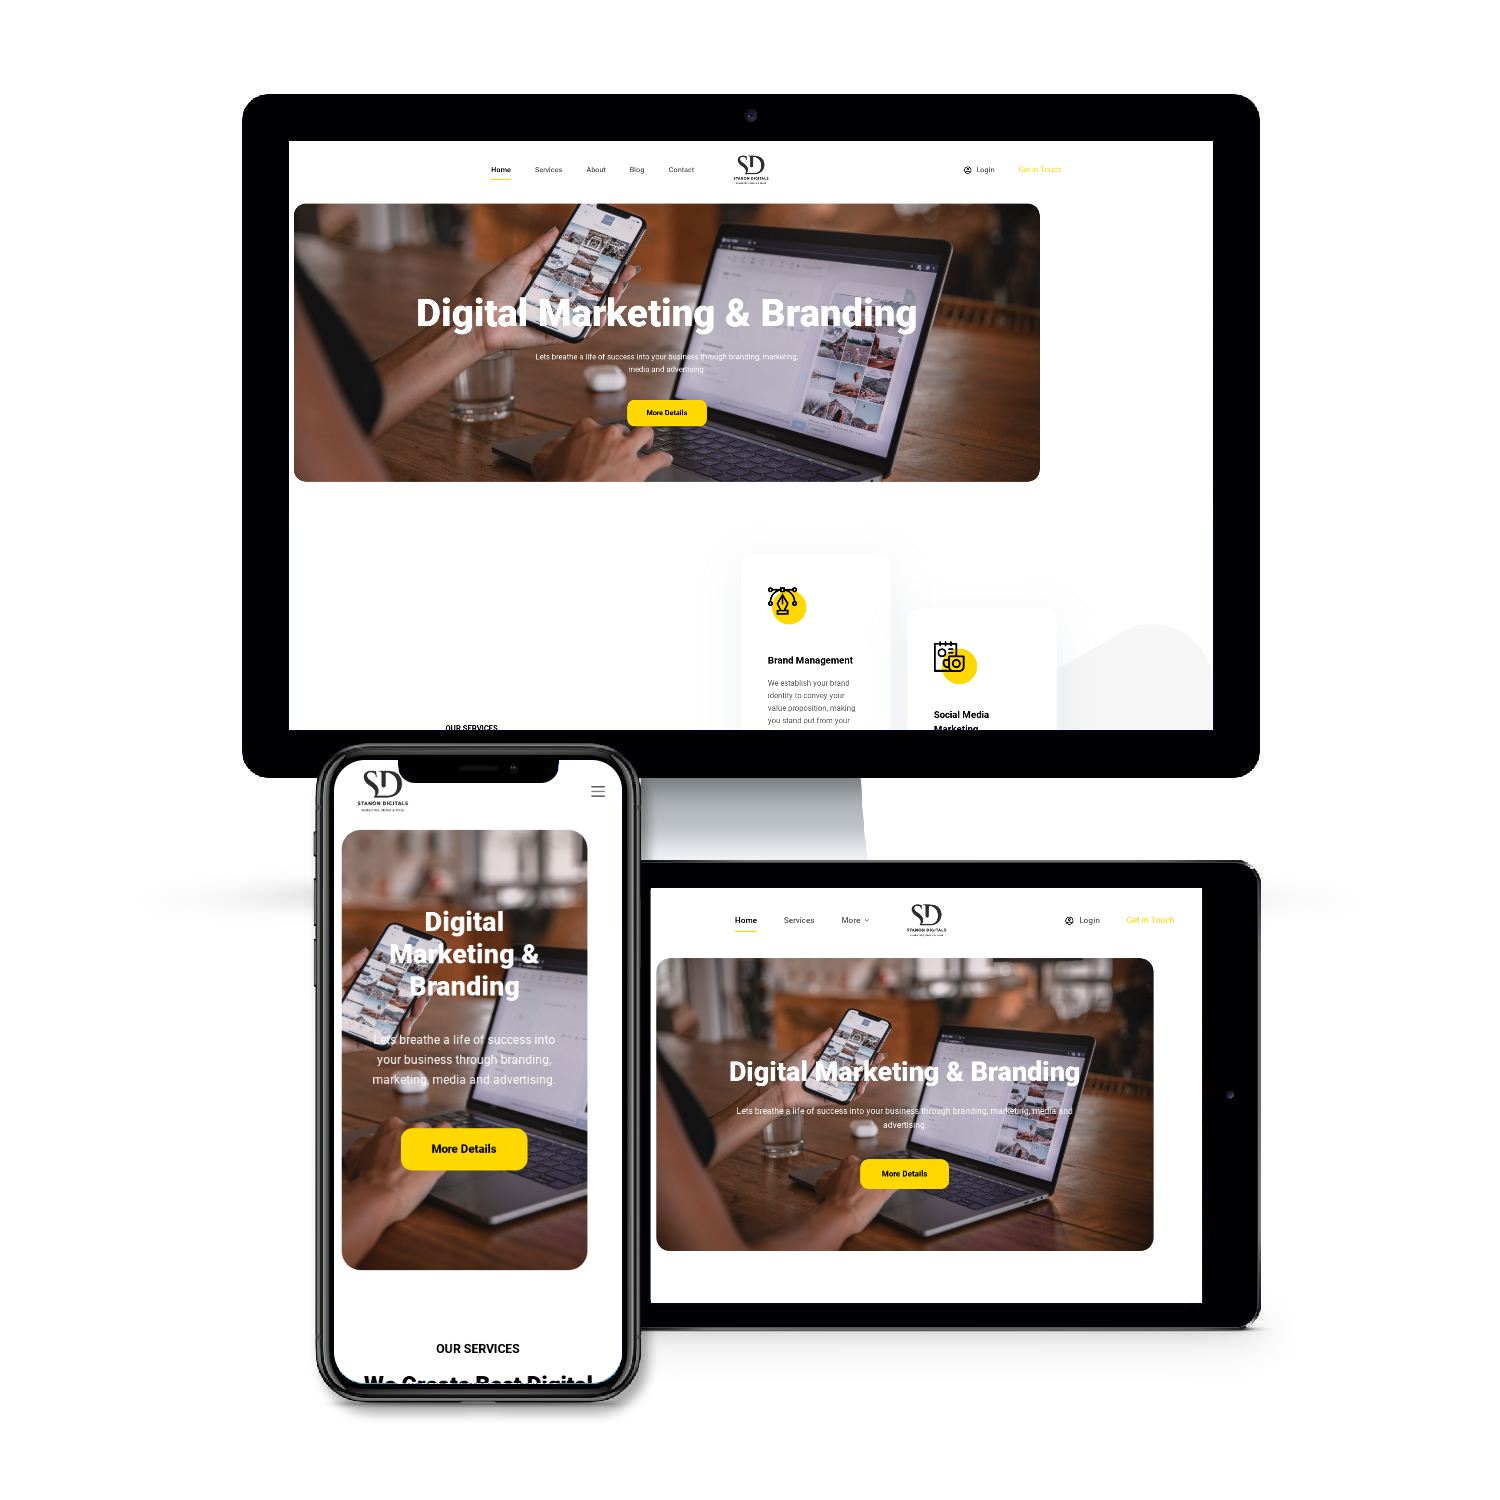 Home Services About Blog Contact
SD
STANON DIGITALS
Login Get in Touch
Digital Marketing & Branding
Lets breathe a life of success into your business through branding, marketing,
media and advertising.
More Details
Brand Management
We establish your brand
identity to convey your
value proposition, making
you stand out from your
Social Media
Marketing
OUR SERVICES
SD
STANON DIGITALS
Digital
Marketing &
Branding
Lets breathe a life of success into
your business through branding,
marketing, media and advertising.
More Details
OUR SERVICES
We Create Best Digital
Home Services More
SD
STANON DIGITALS
Login Get in Touch
Digital Marketing & Branding
Lets breathe a life of success into your business through branding, marketing, media and
advertising.
More Details